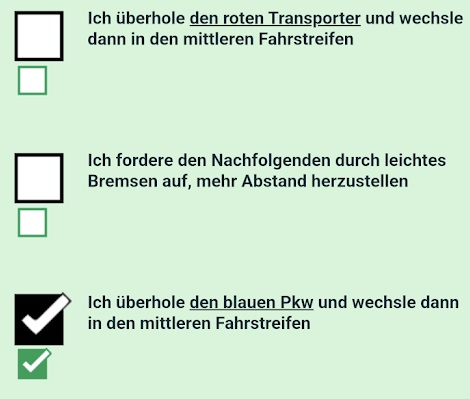 Ich überhole den roten Transporter und wechsle
dann in den mittleren Fahrstreifen
Ich fordere den Nachfolgenden durch leichtes
Bremsen auf, mehr Abstand herzustellen
Ich überhole den blauen Pkw und wechsle dann
in den mittleren Fahrstreifen